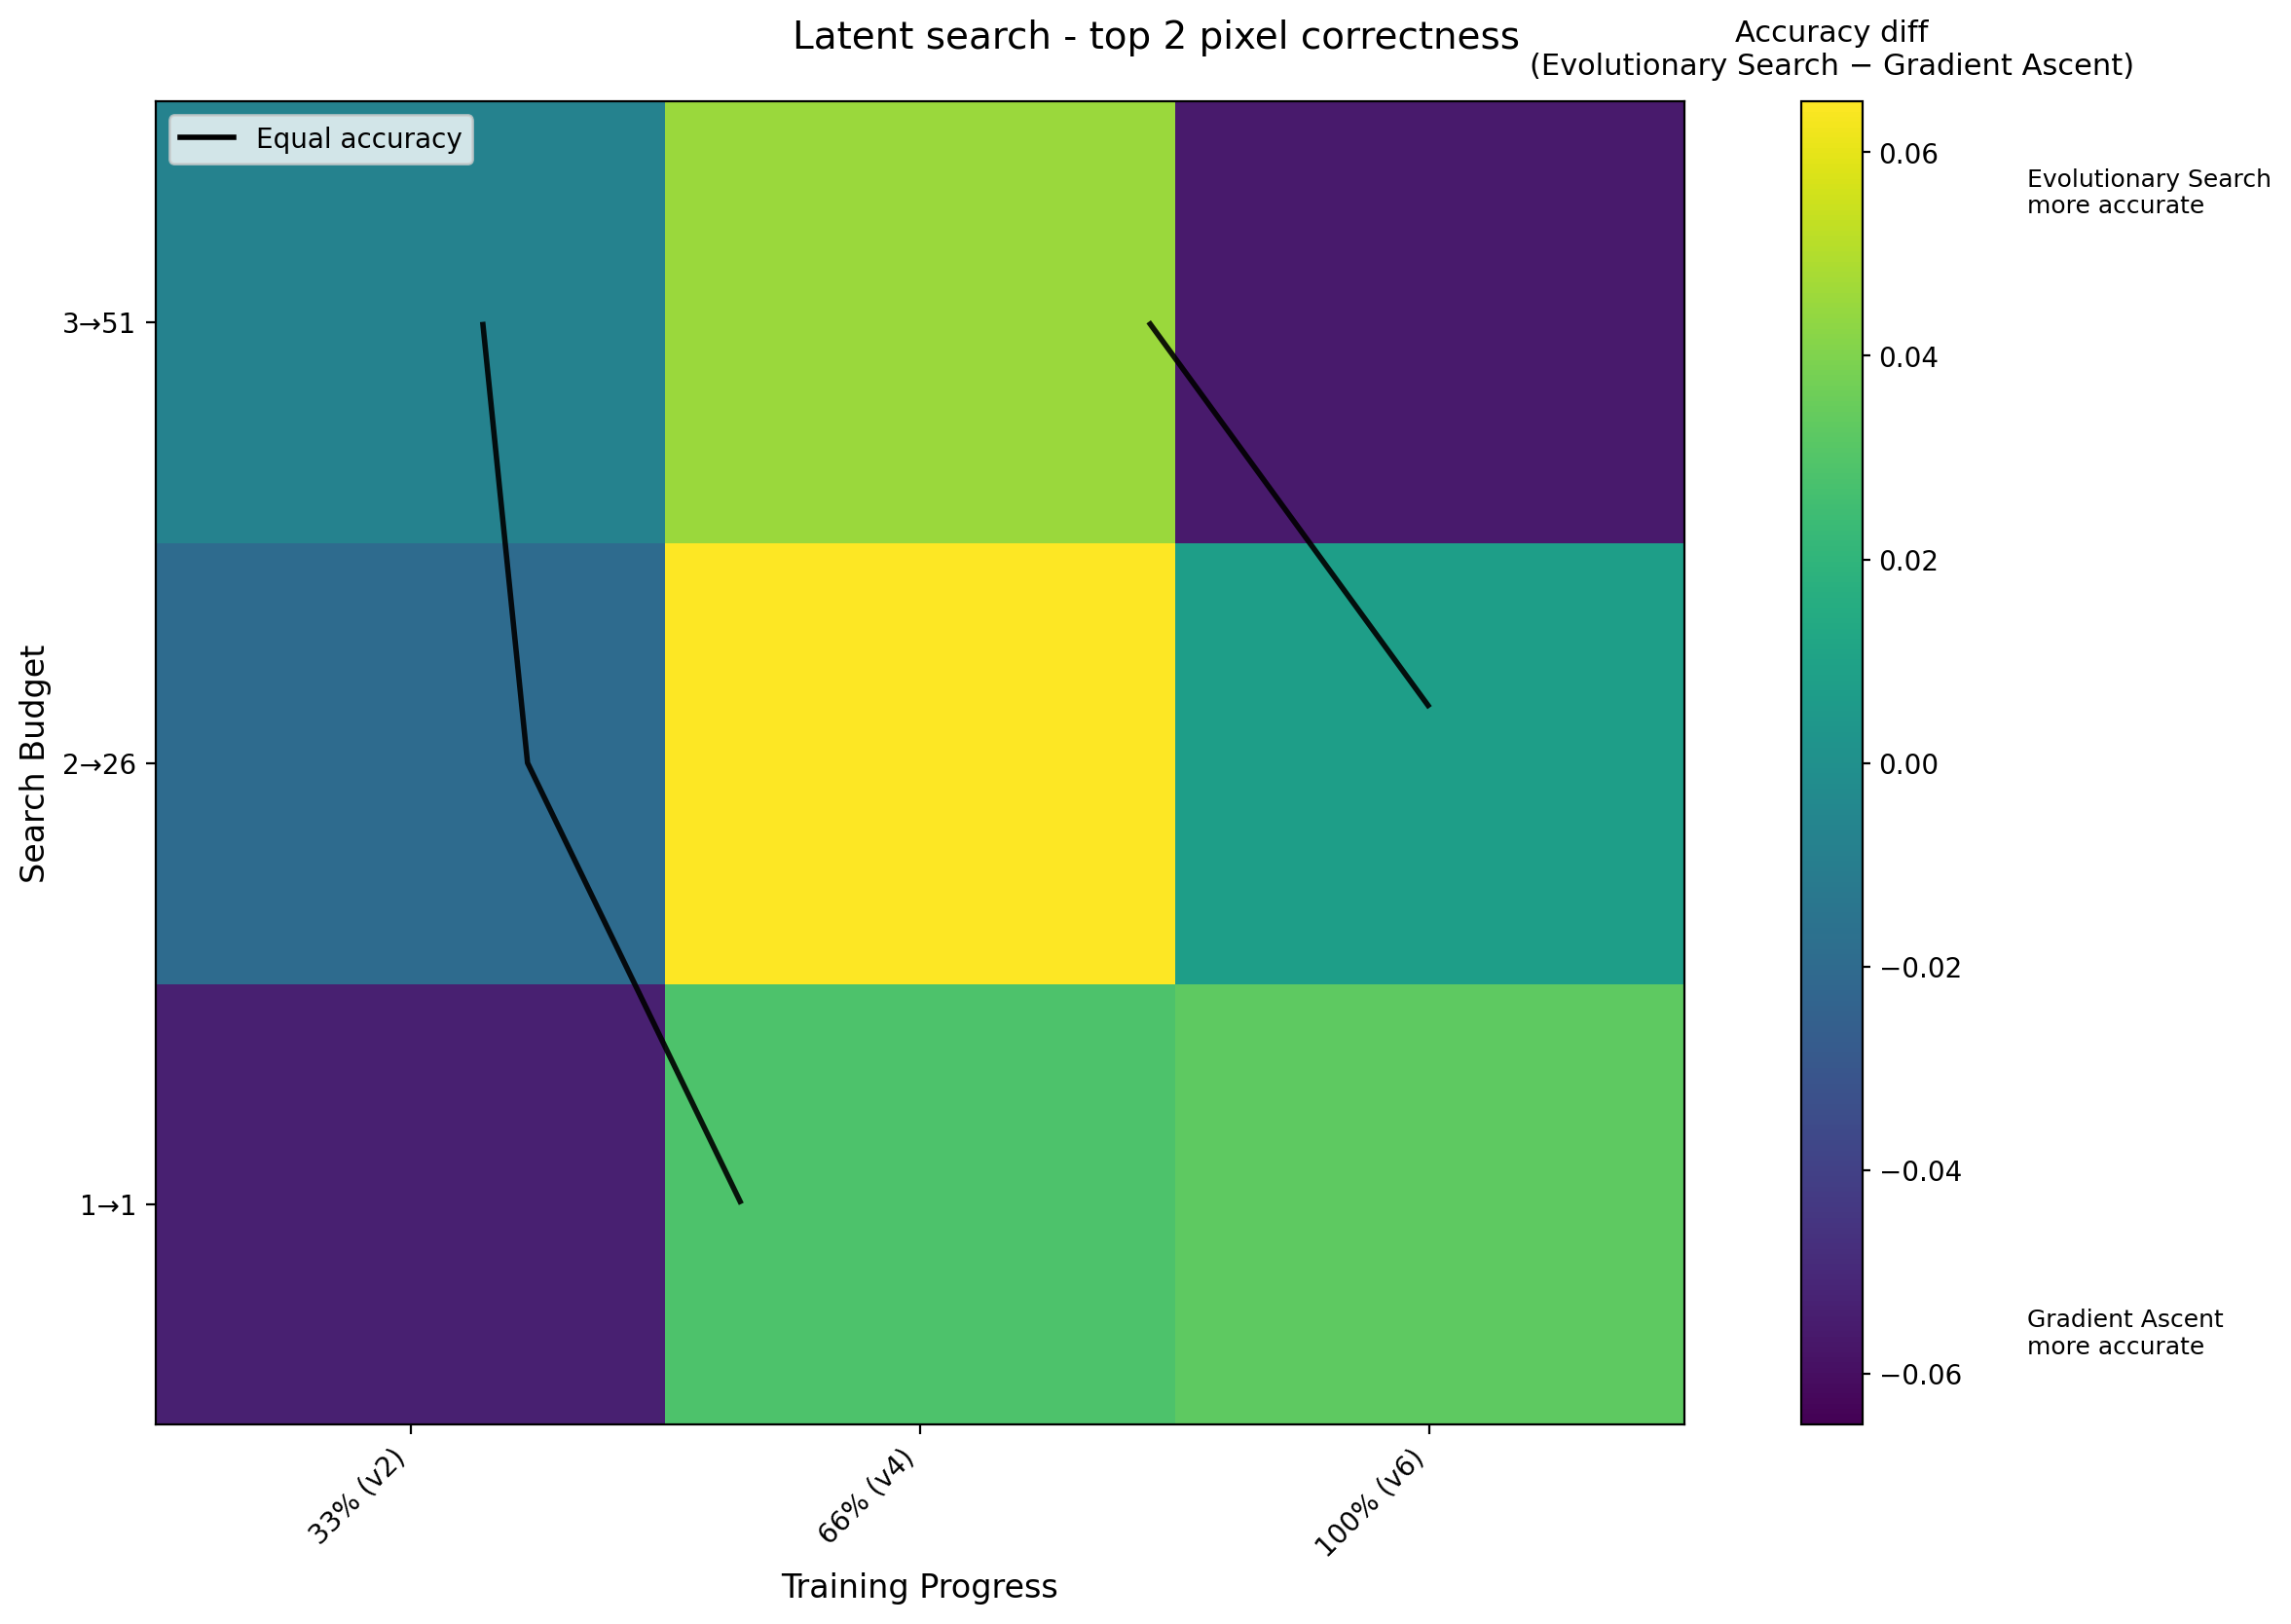 Latent search - top 2 pixel correctness
Accuracy diff
(Evolutionary Search − Gradient Ascent)
Equal accuracy
Search Budget
3→51
2→26
1→1
33% (v2)
66% (v4)
100% (v6)
Training Progress
0.06
0.04
0.02
0.00
−0.02
−0.04
−0.06
Evolutionary Search
more accurate
Gradient Ascent
more accurate